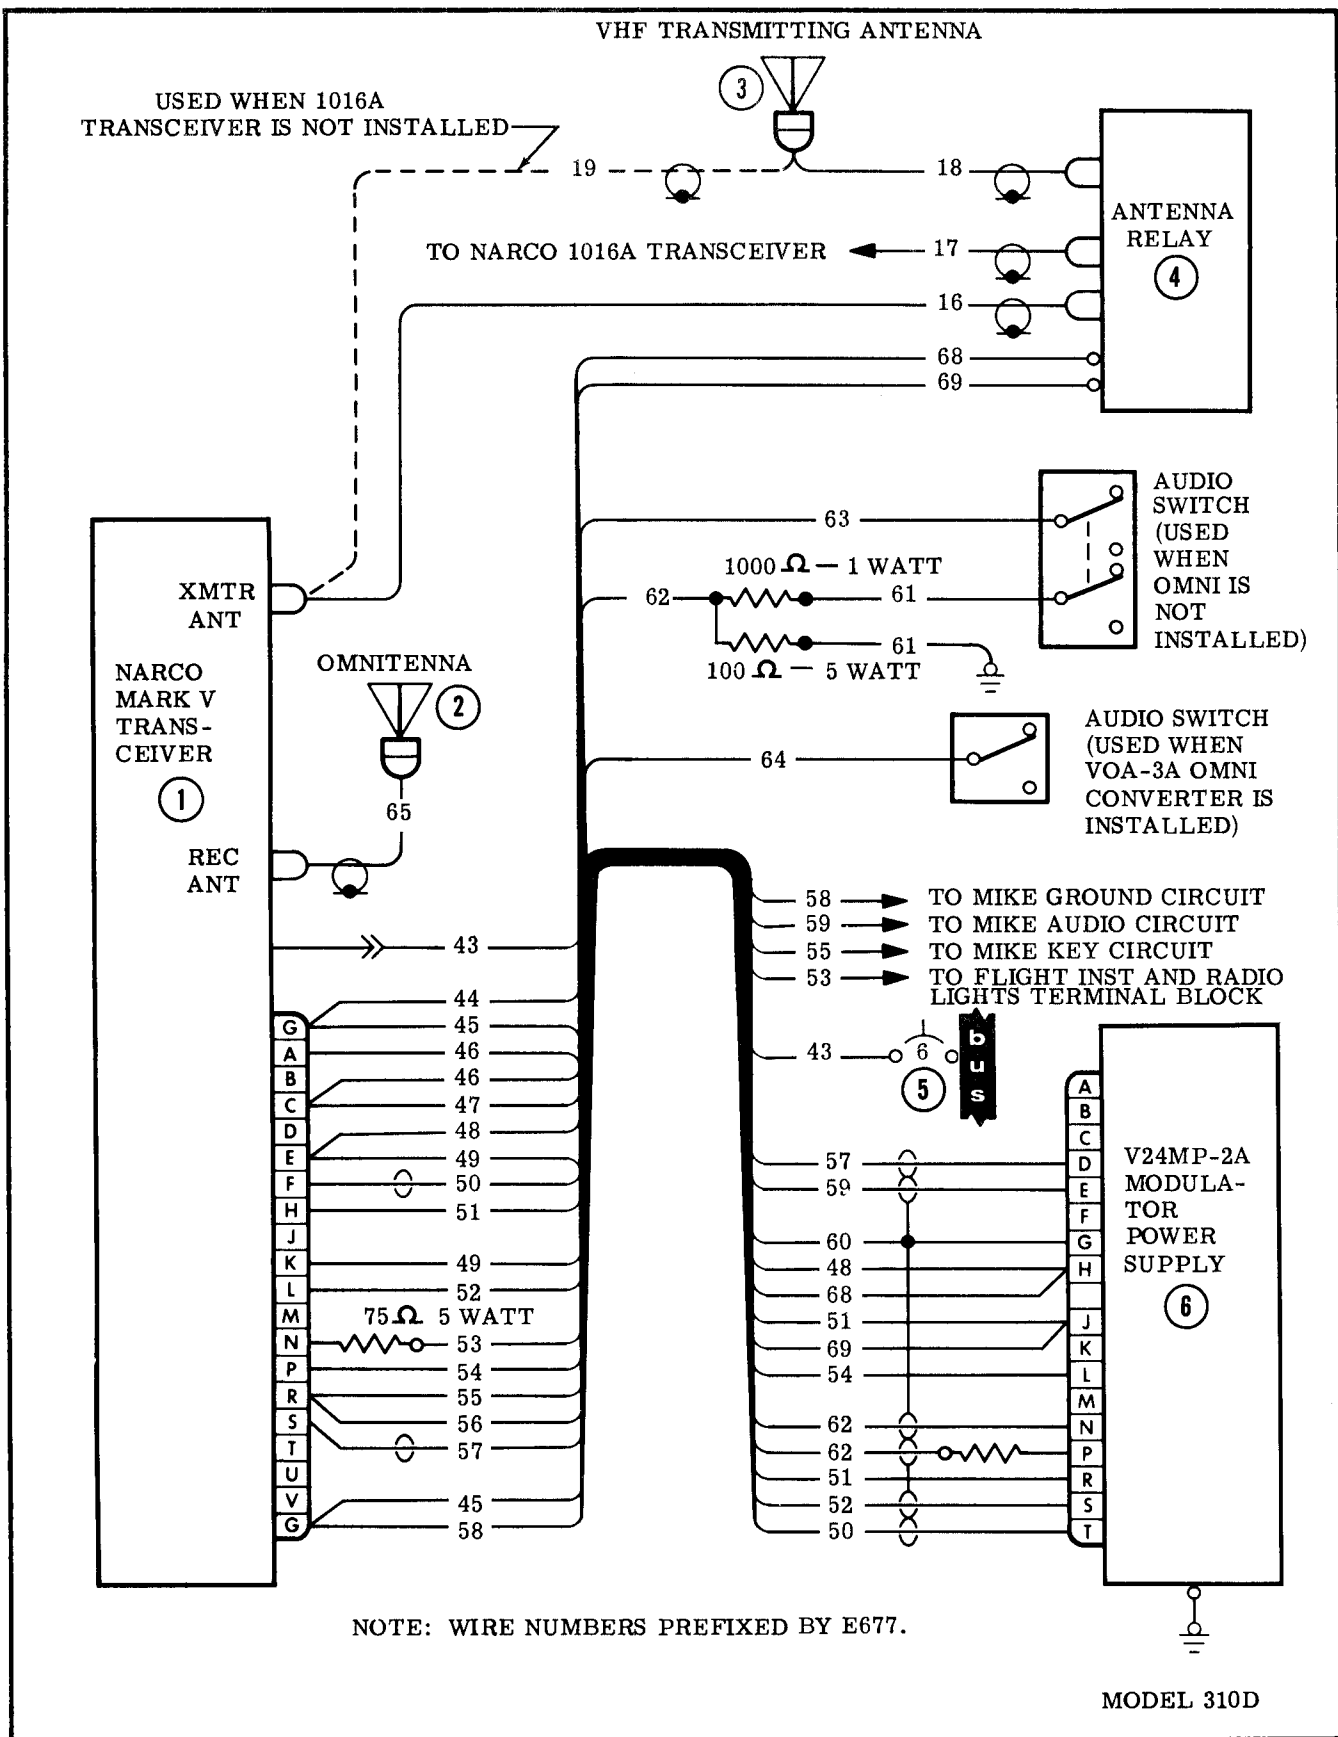 VHF TRANSMITTING ANTENNA
3
USED WHEN 1016A
TRANSCEIVER IS NOT INSTALLED
19
18
ANTENNA
RELAY
4
TO NARCO 1016A TRANSCEIVER
17
16
68
69
63
AUDIO
SWITCH
(USED
WHEN
OMNI IS
NOT
INSTALLED)
1000 Ω — 1 WATT
62
61
61
100 Ω — 5 WATT
XMTR
ANT
NARCO
MARK V
TRANS-
CEIVER
1
REC
ANT
OMNITENNA
2
65
64
AUDIO SWITCH
(USED WHEN
VOA-3A OMNI
CONVERTER IS
INSTALLED)
58 TO MIKE GROUND CIRCUIT
59 TO MIKE AUDIO CIRCUIT
55 TO MIKE KEY CIRCUIT
53 TO FLIGHT INST AND RADIO
LIGHTS TERMINAL BLOCK
43
6
5
bus
43
44
G 45
A 46
B 46
C 47
D 48
E 49
F 50
H 51
J
K 49
L 52
M 75 Ω 5 WATT
N 53
P 54
R 55
S 56
T 57
U
V 45
G 58
A
B
C
57 D
59 E
F
60 G
48 H
68
51 J
69 K
54 L
M
62 N
62 P
51 R
52 S
50 T
V24MP-2A
MODULA-
TOR
POWER
SUPPLY
6
NOTE: WIRE NUMBERS PREFIXED BY E677.
MODEL 310D